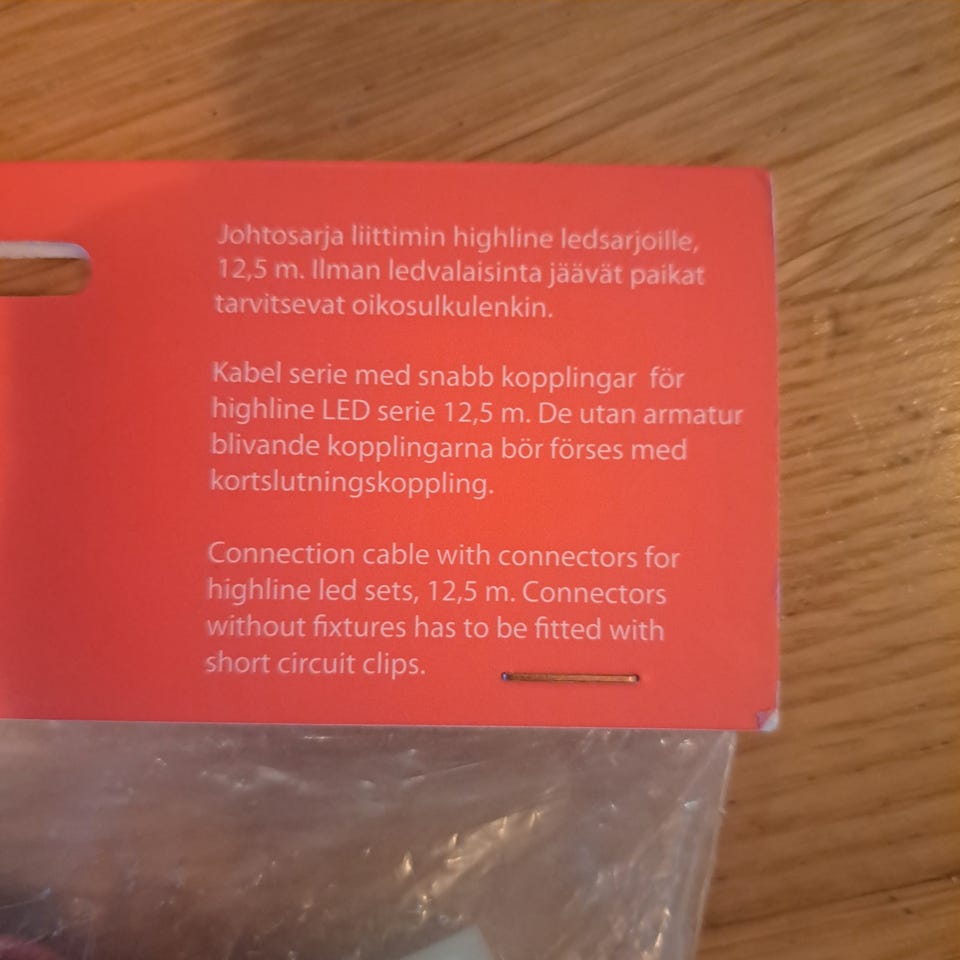 Johtosarja liittimin highline ledsarjoille,
12,5 m. Ilman ledvalaisinta jäävät paikat
tarvitsevat oikosulkulenkin.
Kabel serie med snabb kopplingar för
highline LED serie 12,5 m. De utan armatur
blivande kopplingarna bör förses med
kortslutningskoppling.
Connection cable with connectors for
highline led sets, 12,5 m. Connectors
without fixtures has to be fitted with
short circuit clips.